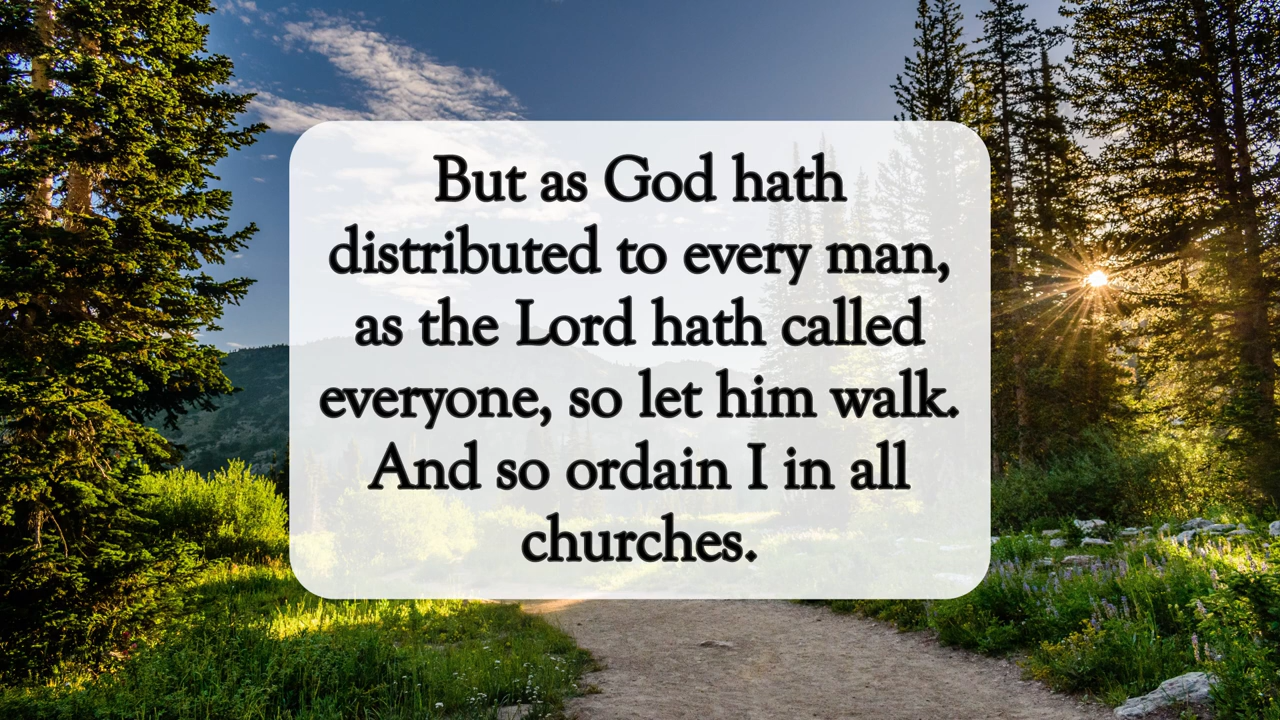 But as God hath
distributed to every man,
as the Lord hath called
everyone, so let him walk.
And so ordain I in all
churches.